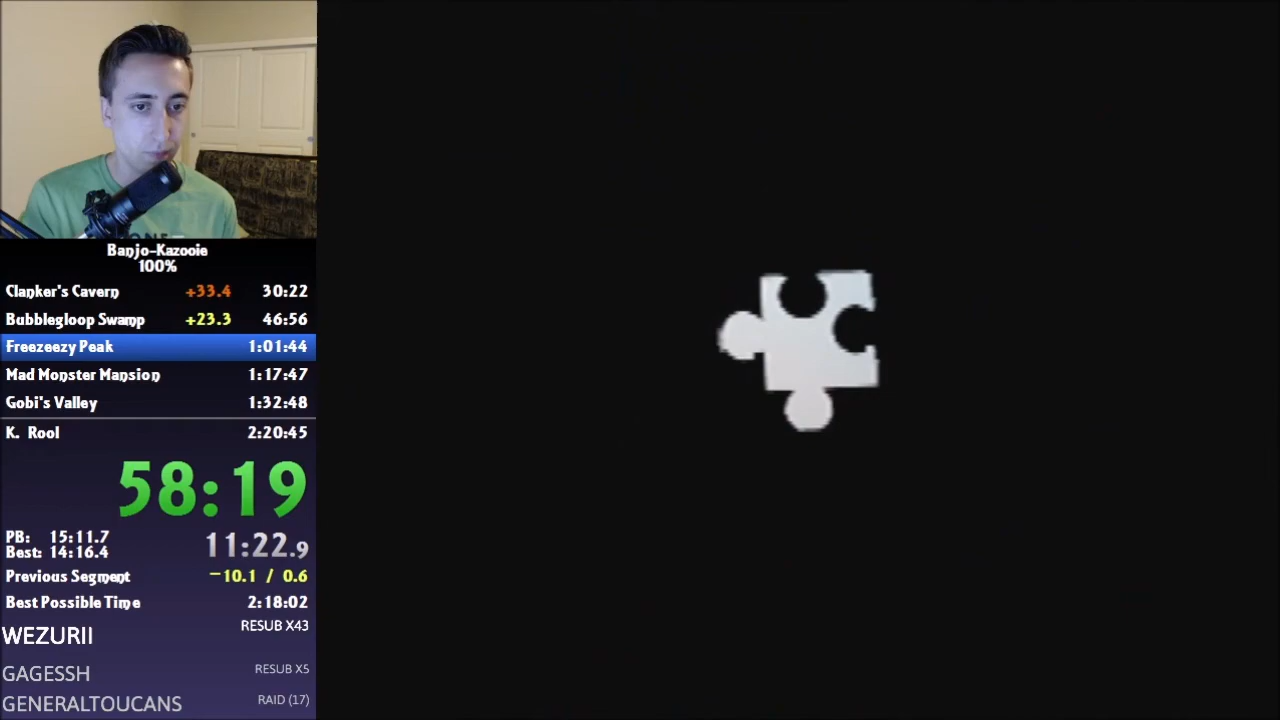 Banjo-Kazooie
100%
Clanker's Cavern +33.4 30:22
Bubblegloop Swamp +23.3 46:56
Freezeezy Peak 1:01:44
Mad Monster Mansion 1:17:47
Gobi's Valley 1:32:48
K. Rool 2:20:45
58:19
PB: 15:11.7
Best: 14:16.4
11:22.9
Previous Segment -10.1 / 0.6
Best Possible Time 2:18:02
WEZURII RESUB X43
GAGESSH RESUB X5
GENERALTOUCANS RAID (17)